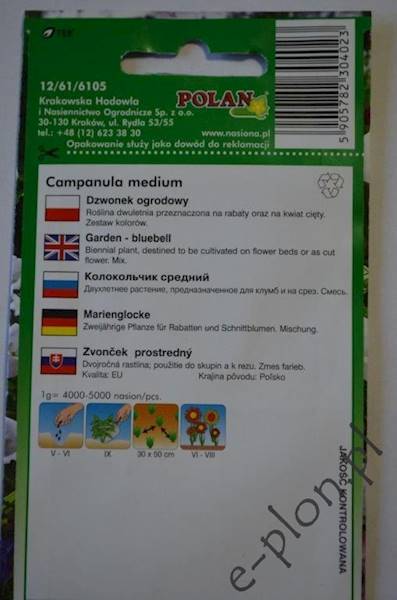 TEK
12/61/6105
Krakowska Hodowla
i Nasiennictwo Ogrodnicze Sp. z o.o.
30-130 Kraków, ul. Rydla 53/55
tel.: +48 (12) 623 38 30
POLAN
www.nasiona.pl
Opakowanie służy jako dowód do reklamacji
5 905782 304023
Campanula medium
Dzwonek ogrodowy
Roślina dwuletnia przeznaczona na rabaty oraz na kwiat cięty.
Zestaw kolorów.
Garden - bluebell
Biennial plant, destined to be cultivated on flower beds or as cut
flower. Mix.
Колокольчик средний
Двухлетнее растение, предназначенное для клумб и на срез. Смесь.
Marienglocke
Zweijährige Pflanze für Rabatten und Schnittblumen. Mischung.
Zvonček prostredný
Dvojročná rastlina; použitie do skupín a k rezu. Zmes farieb.
Kvalita: EU Krajina pôvodu: Poľsko
1g= 4000-5000 nasion/pcs.
V - VI IX 30 x 50 cm VI - VIII
JAKOŚĆ KONTROLOWANA
e-plon.pl